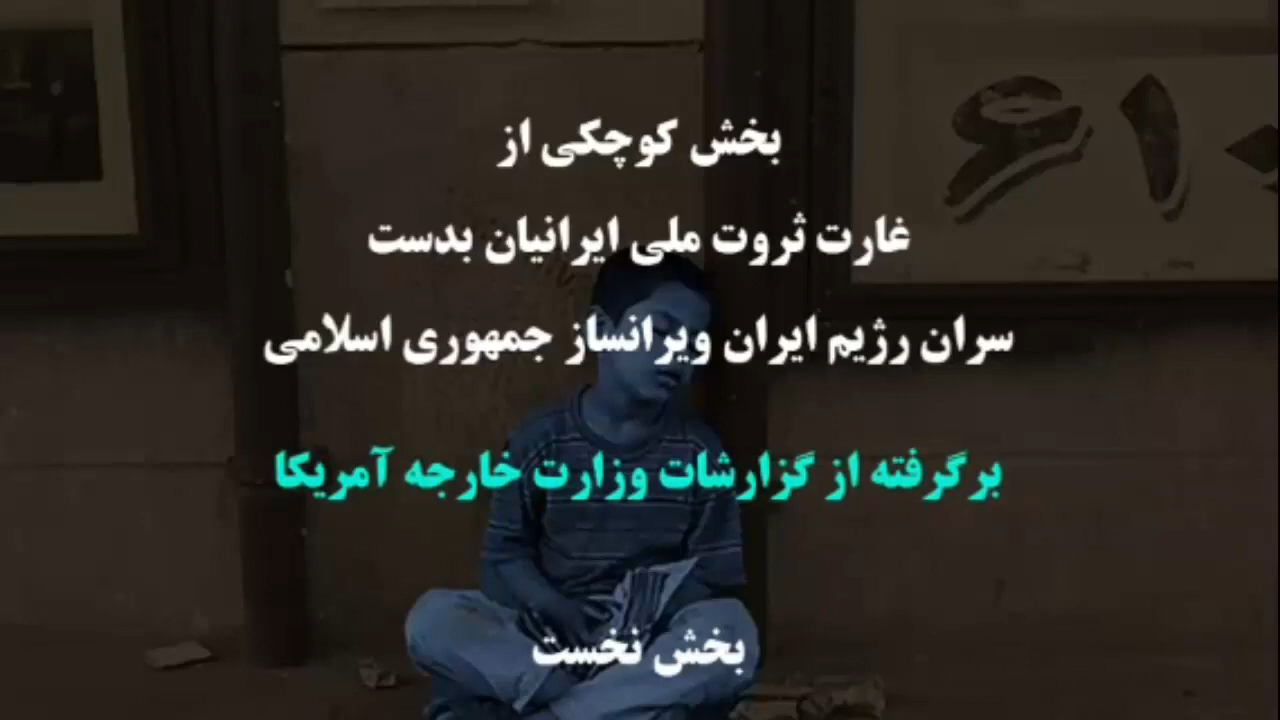 بخش کوچکی از
غارت ثروت ملی ایرانیان بدست
سران رژیم ایران ویرانساز جمهوری اسلامی
برگرفته از گزارشات وزارت خارجه آمریکا
بخش نخست